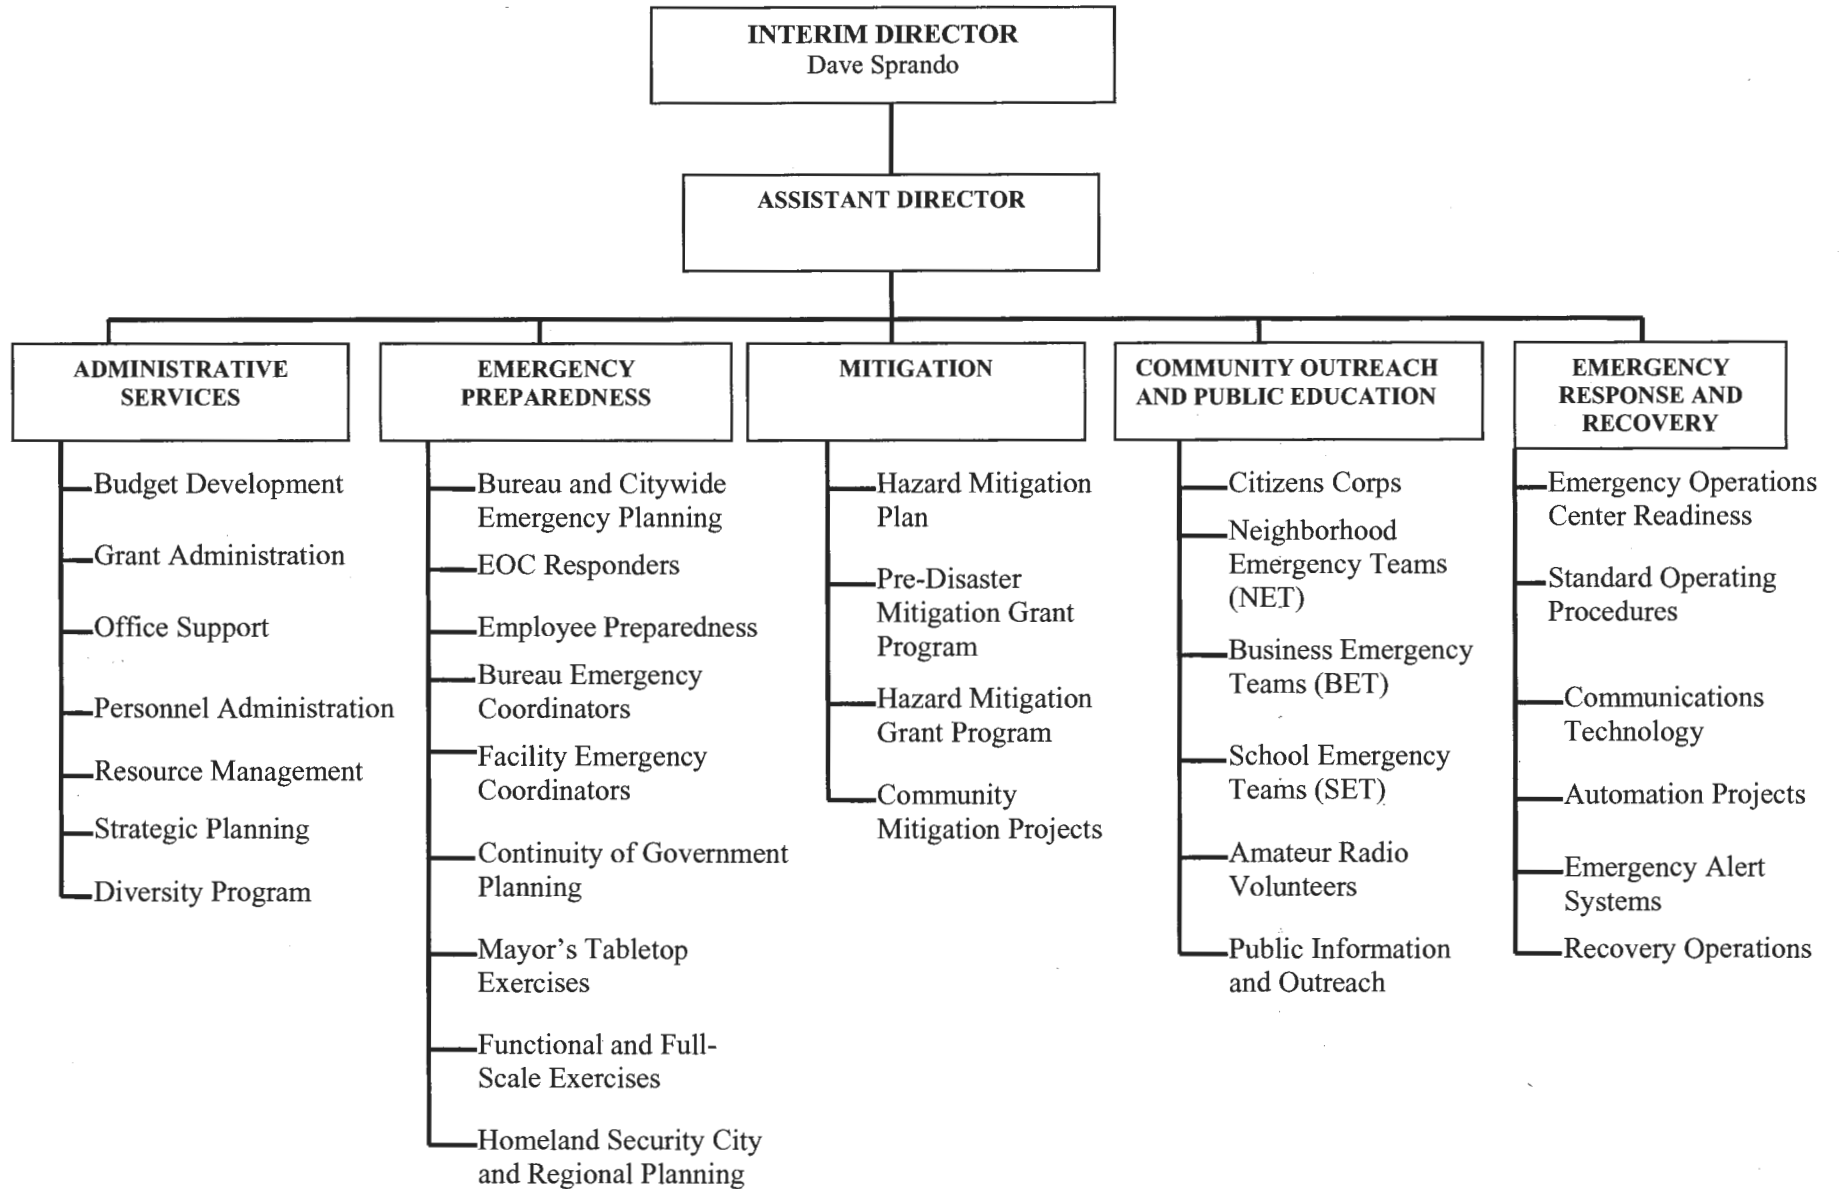 INTERIM DIRECTOR
Dave Sprando
ASSISTANT DIRECTOR
ADMINISTRATIVE
SERVICES
Budget Development
Grant Administration
Office Support
Personnel Administration
Resource Management
Strategic Planning
Diversity Program
EMERGENCY
PREPAREDNESS
Bureau and Citywide
Emergency Planning
EOC Responders
Employee Preparedness
Bureau Emergency
Coordinators
Facility Emergency
Coordinators
Continuity of Government
Planning
Mayor’s Tabletop
Exercises
Functional and Full-
Scale Exercises
Homeland Security City
and Regional Planning
MITIGATION
Hazard Mitigation
Plan
Pre-Disaster
Mitigation Grant
Program
Hazard Mitigation
Grant Program
Community
Mitigation Projects
COMMUNITY OUTREACH
AND PUBLIC EDUCATION
Citizens Corps
Neighborhood
Emergency Teams
(NET)
Business Emergency
Teams (BET)
School Emergency
Teams (SET)
Amateur Radio
Volunteers
Public Information
and Outreach
EMERGENCY
RESPONSE AND
RECOVERY
Emergency Operations
Center Readiness
Standard Operating
Procedures
Communications
Technology
Automation Projects
Emergency Alert
Systems
Recovery Operations